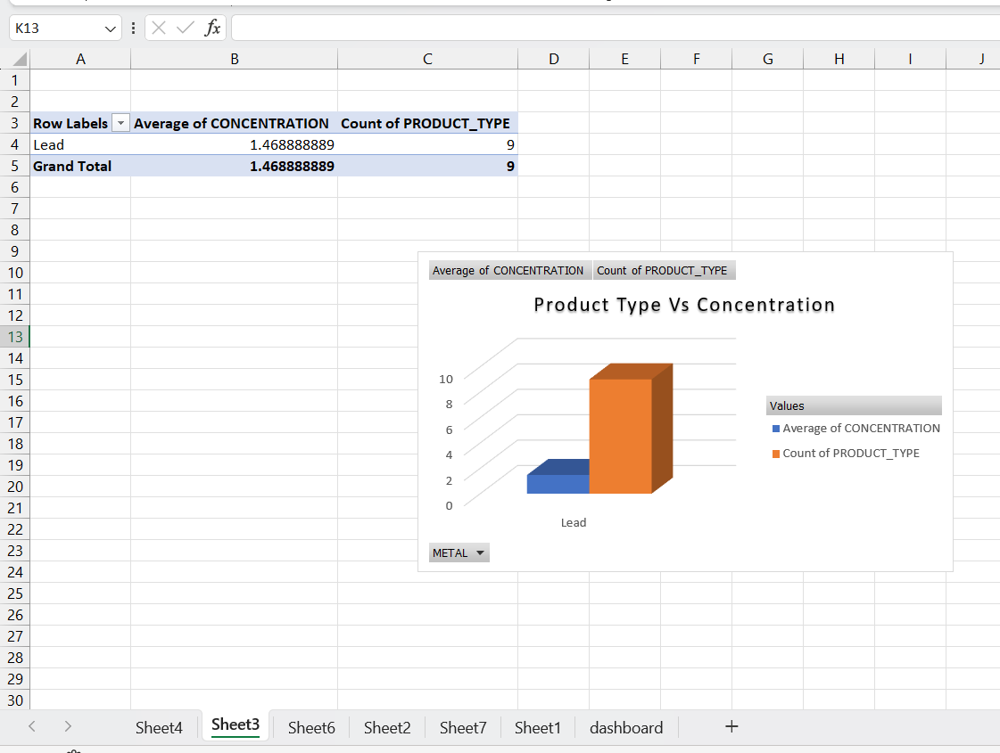 K13 fx
A B C D E F G H I J
1
2
3 Row Labels Average of CONCENTRATION Count of PRODUCT_TYPE
4 Lead 1.468888889 9
5 Grand Total 1.468888889 9
6
7
8
9
10 Average of CONCENTRATION Count of PRODUCT_TYPE
11
12 Product Type Vs Concentration
13
14
15 10
16 8
17 6
18 4
19 2
20 0
21 Lead
22
23 METAL
24
25
26
27
28
29
30
Values
Average of CONCENTRATION
Count of PRODUCT_TYPE
Sheet4 Sheet3 Sheet6 Sheet2 Sheet7 Sheet1 dashboard +